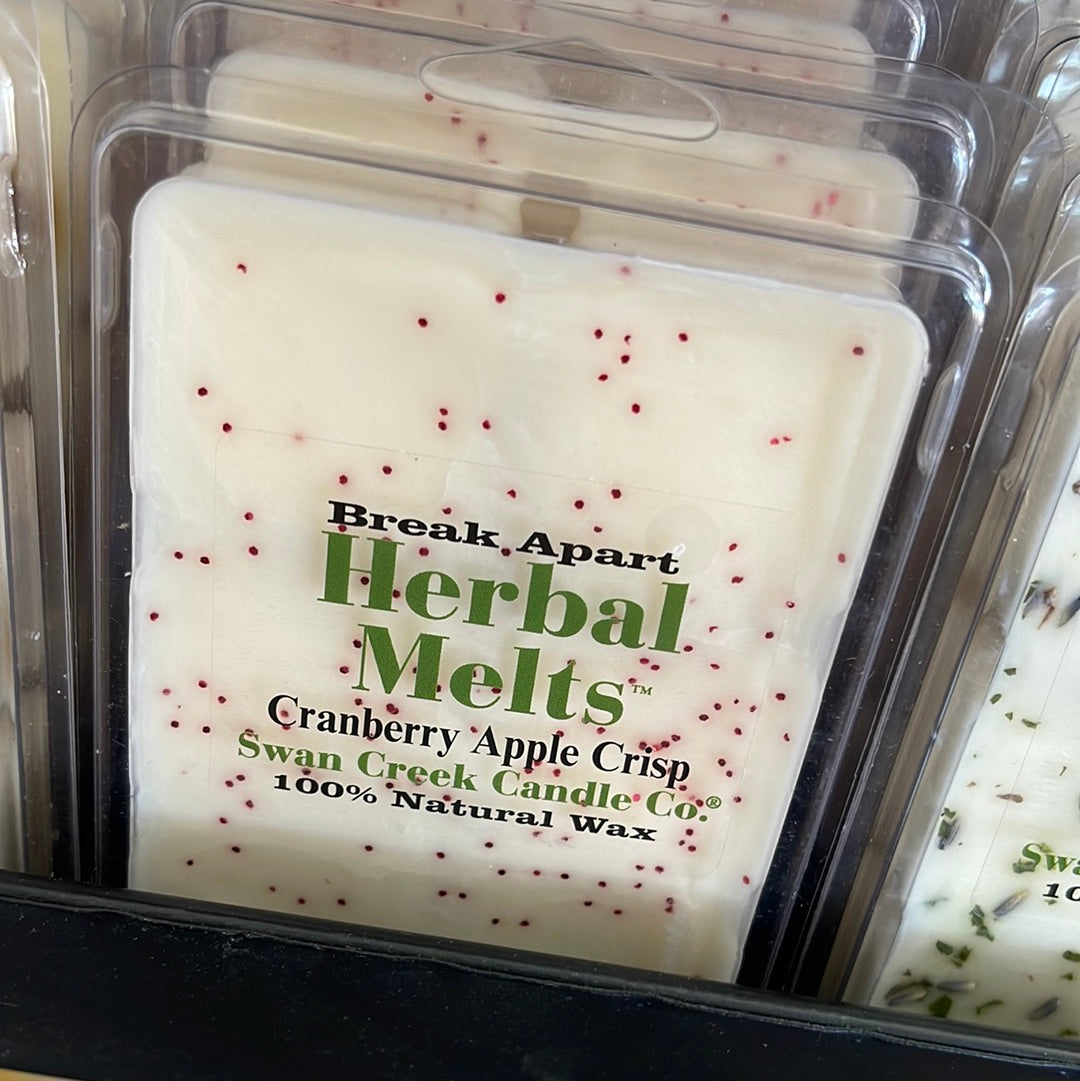 Break Apart
Herbal
Melts™
Cranberry Apple Crisp
Swan Creek Candle Co.®
100% Natural Wax